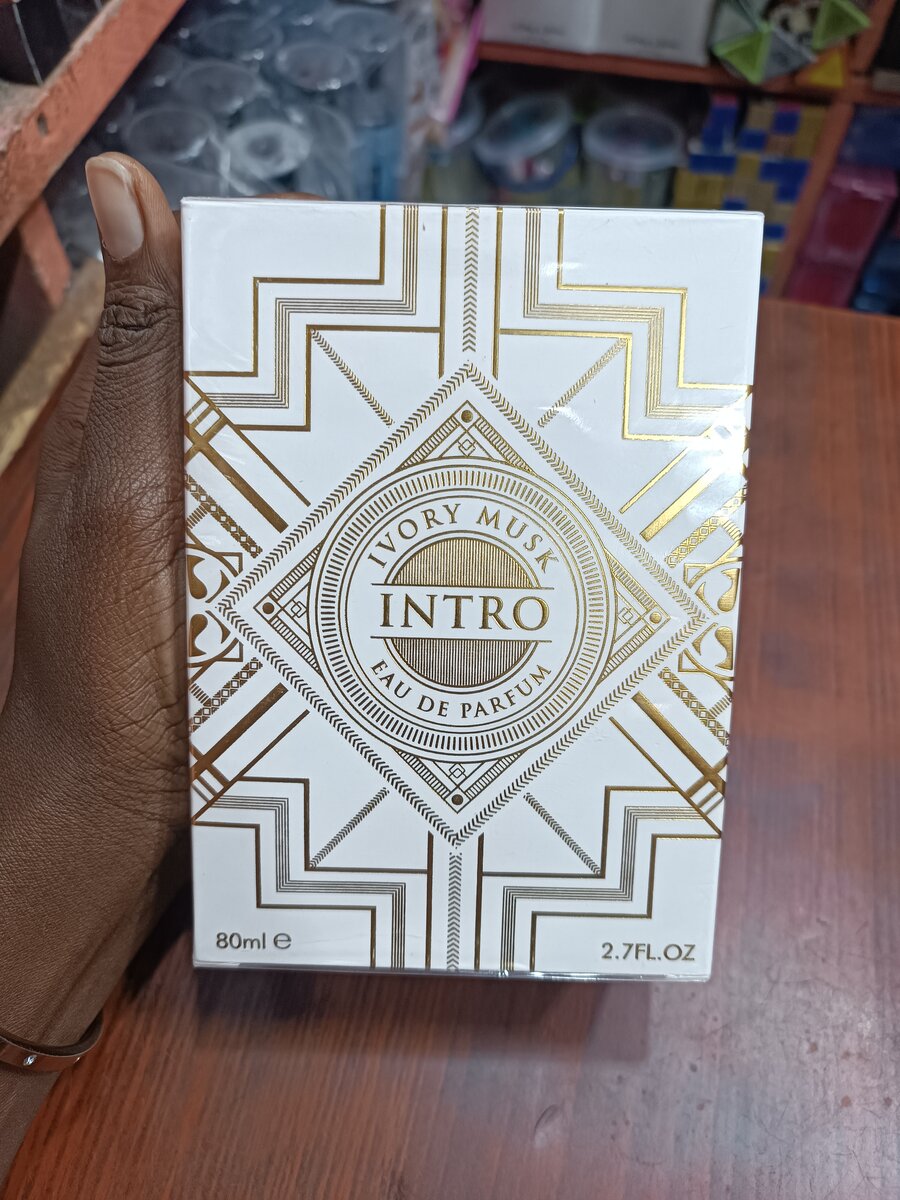 IVORY MUSK
INTRO
EAU DE PARFUM
80ml ℮
2.7FL.OZ